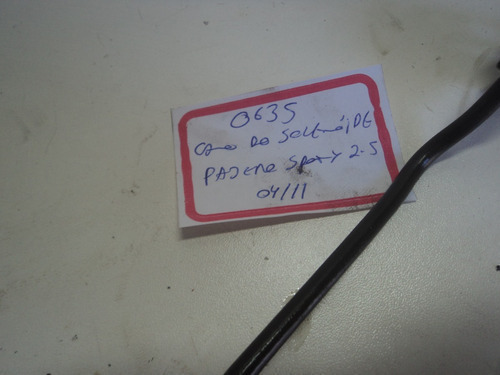 0635
CANO DO SOLENÓIDE
PAJERO SPORT 2.5
04/11